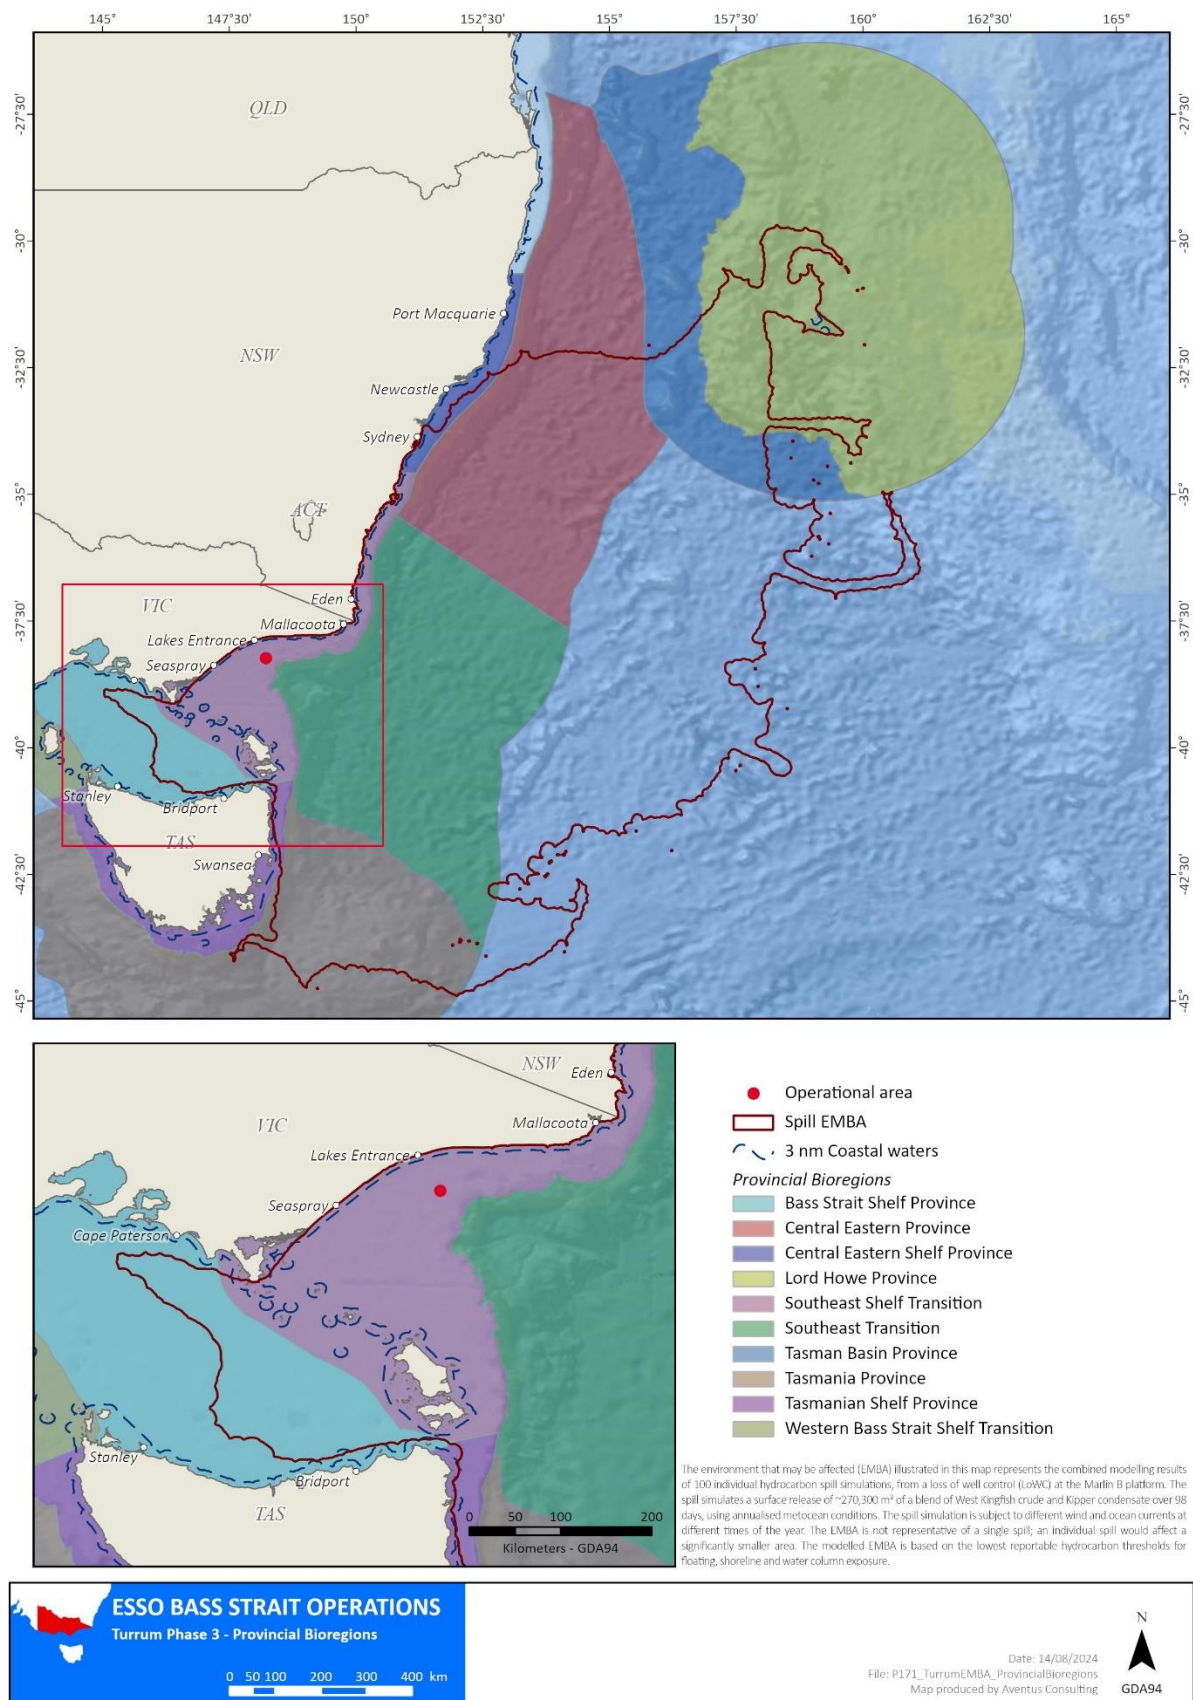 145° 147°30' 150° 152°30' 155° 157°30' 160° 162°30' 165°
-27°30' -27°30'
QLD
-30° -30°
Port Macquarie
NSW
-32°30' -32°30'
Newcastle
Sydney
-35° -35°
ACT
Eden
VIC
Mallacoota
-37°30' -37°30'
Lakes Entrance
Seaspray
-40° -40°
Stanley
Bridport
TAS
Swansea
-42°30' -42°30'
-45° -45°
NSW
Eden
Mallacoota
VIC
Lakes Entrance
Seaspray
Cape Paterson
Stanley
Bridport
TAS
0 50 100 200
Kilometers - GDA94
Operational area
Spill EMBA
3 nm Coastal waters
Provincial Bioregions
Bass Strait Shelf Province
Central Eastern Province
Central Eastern Shelf Province
Lord Howe Province
Southeast Shelf Transition
Southeast Transition
Tasman Basin Province
Tasmania Province
Tasmanian Shelf Province
Western Bass Strait Shelf Transition
The environment that may be affected (EMBA) illustrated in this map represents the combined modelling results
of 100 individual hydrocarbon spill simulations, from a loss of well control (LoWC) at the Marlin B platform. The
spill simulates a surface release of ~270,300 m³ of a blend of West Kingfish crude and Kipper condensate over 98
days, using annualised metocean conditions. The spill simulation is subject to different wind and ocean currents at
different times of the year. The EMBA is not representative of a single spill; an individual spill would affect a
significantly smaller area. The modelled EMBA is based on the lowest reportable hydrocarbon thresholds for
floating, shoreline and water column exposure.
ESSO BASS STRAIT OPERATIONS
Turrum Phase 3 - Provincial Bioregions
0 50 100 200 300 400 km
N
GDA94
Date: 14/08/2024
File: P171_TurrumEMBA_ProvincialBioregions
Map produced by Aventus Consulting